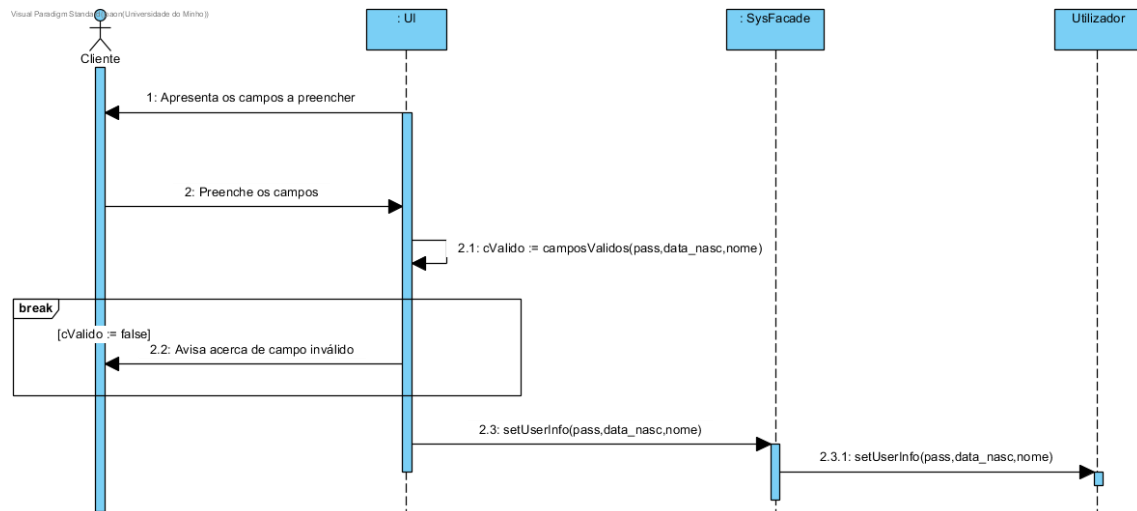 Visual Paradigm Standa
saon(Universidade do Minho))
: UI
: SysFacade
Utilizador
Cliente
1: Apresenta os campos a preencher
2: Preenche os campos
2.1: cValido := camposValidos(pass,data_nasc,nome)
break
[cValido := false]
2.2: Avisa acerca de campo inválido
2.3: setUserInfo(pass,data_nasc,nome)
2.3.1: setUserInfo(pass,data_nasc,nome)